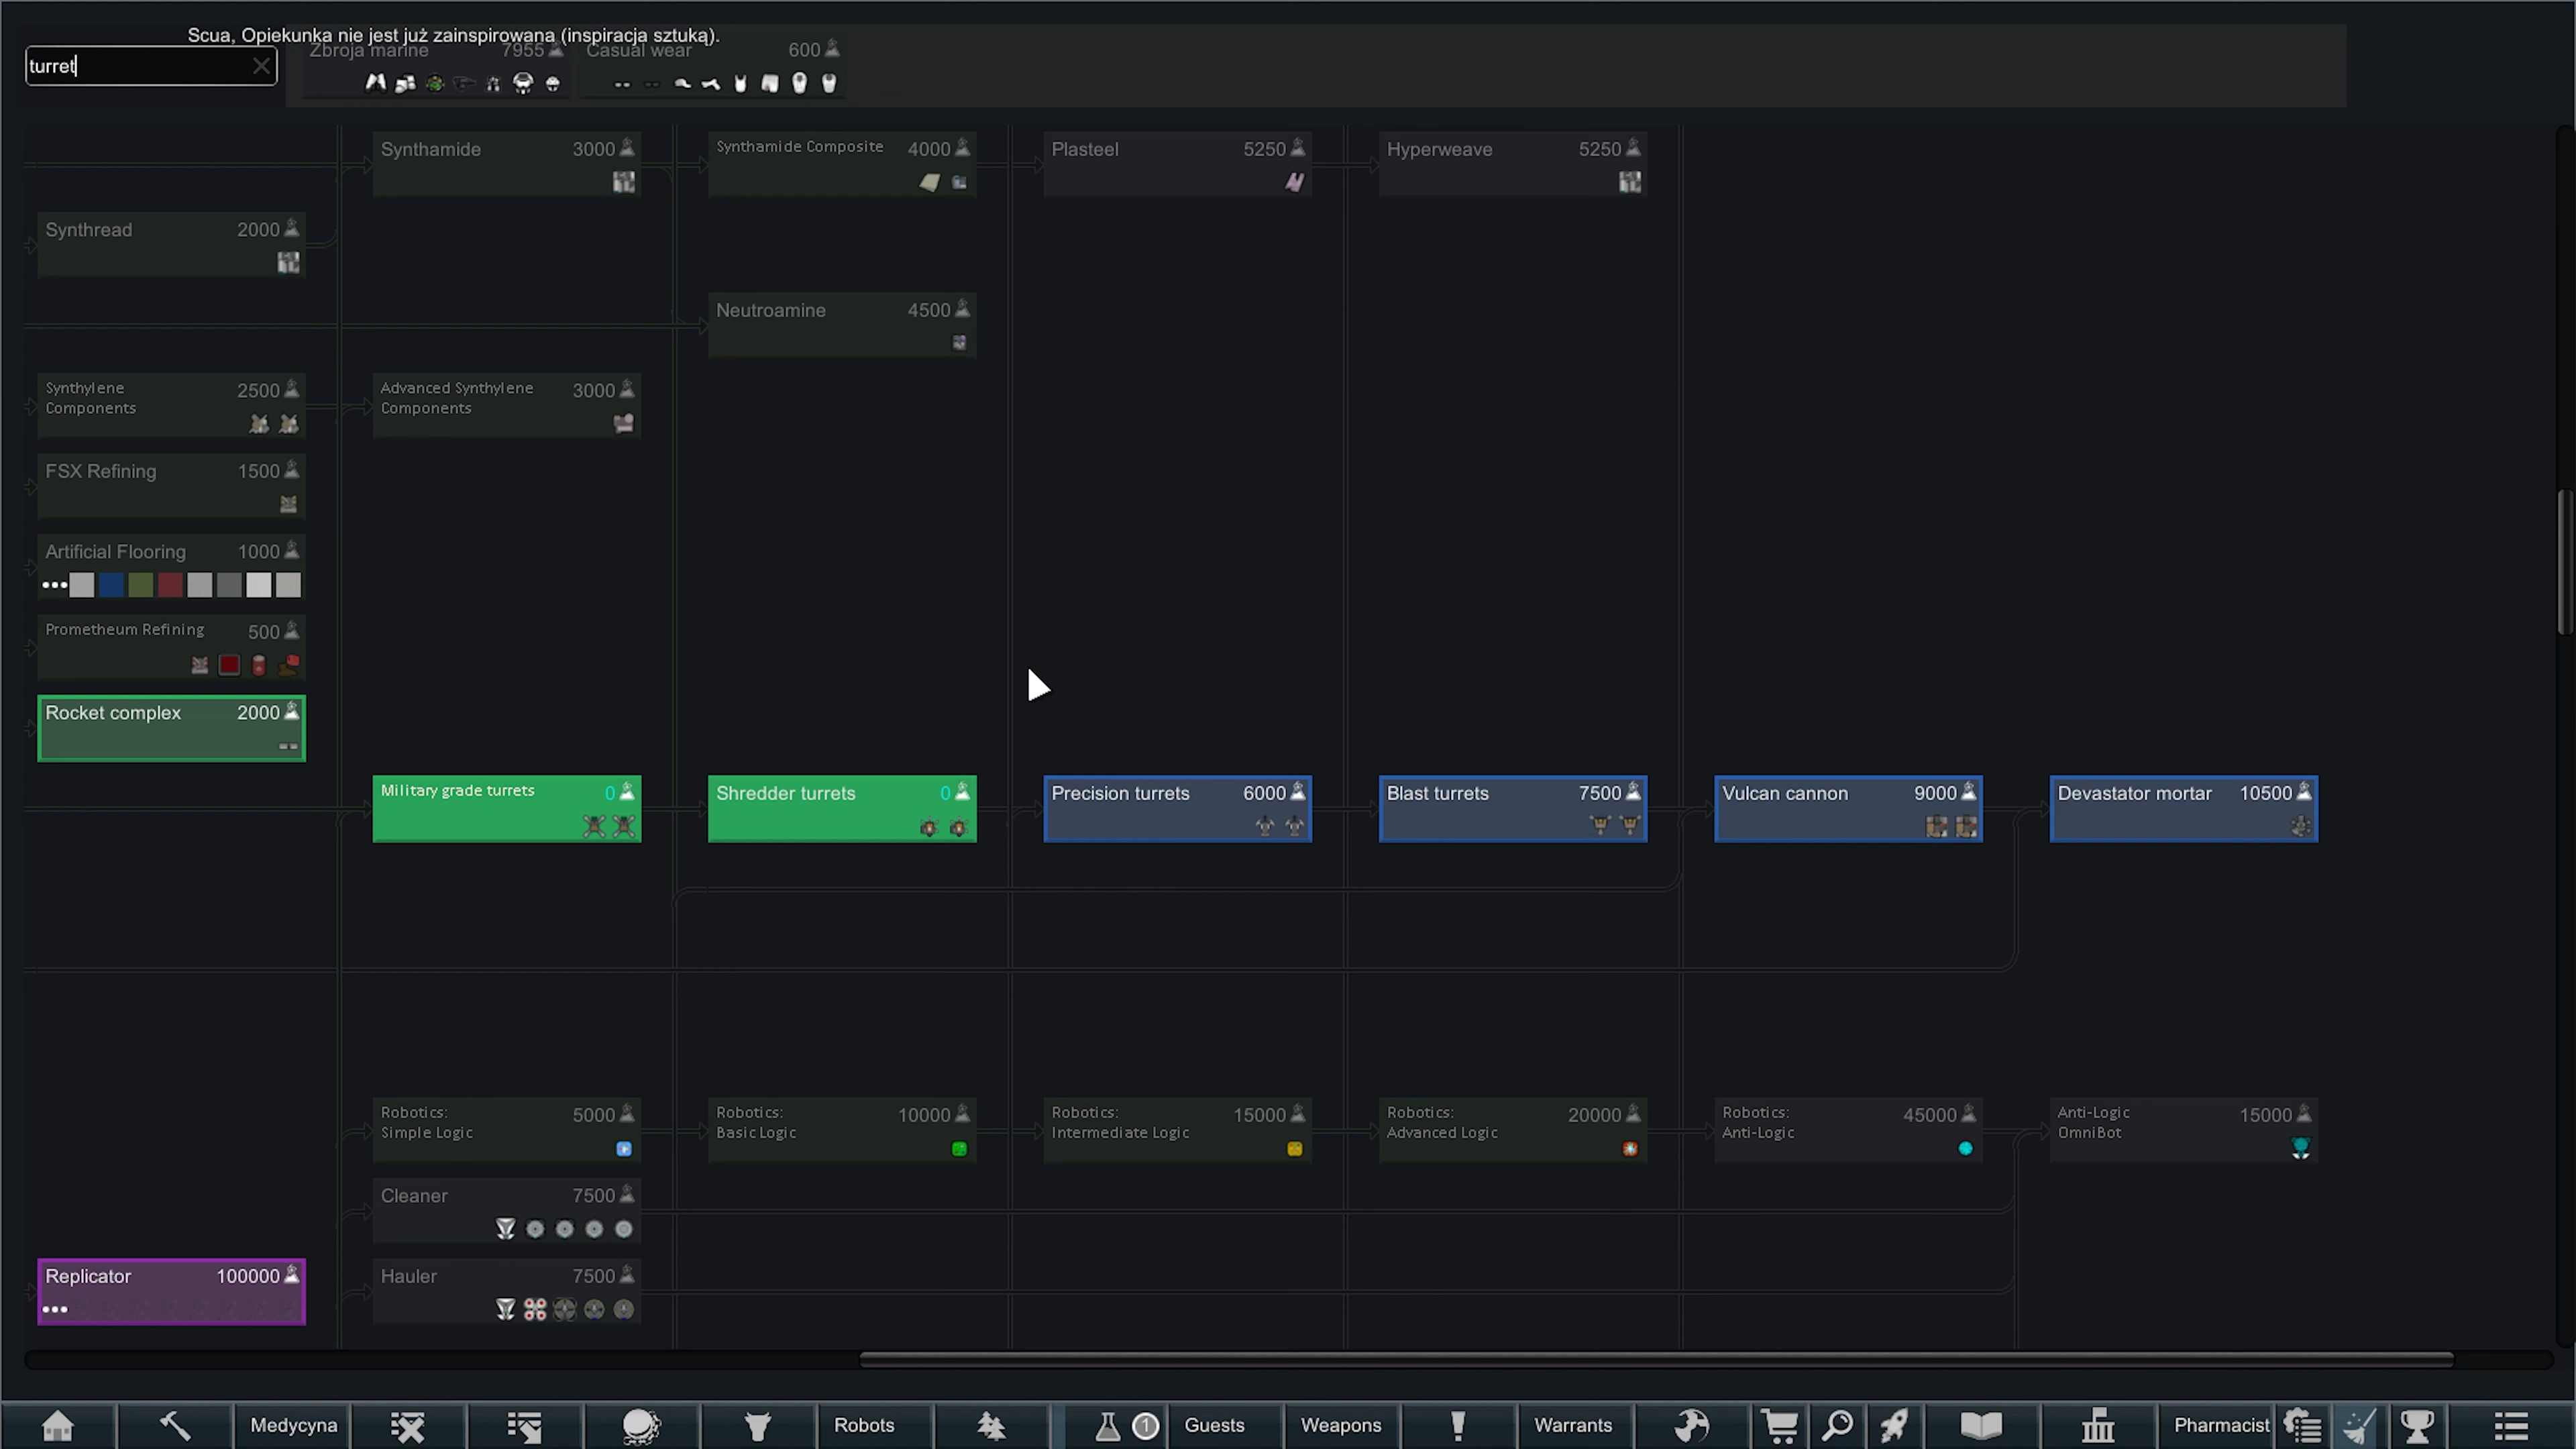 Scua, Opiekunka nie jest już zainspirowana (inspiracja sztuką).
turret
Zbroja marine 7955
Casual wear 600
Synthamide 3000
Synthamide Composite 4000
Plasteel 5250
Hyperweave 5250
Synthread 2000
Neutroamine 4500
Synthylene
Components 2500
Advanced Synthylene
Components 3000
FSX Refining 1500
Artificial Flooring 1000
Prometheum Refining 500
Rocket complex 2000
Military grade turrets 0
Shredder turrets 0
Precision turrets 6000
Blast turrets 7500
Vulcan cannon 9000
Devastator mortar 10500
Robotics:
Simple Logic 5000
Robotics:
Basic Logic 10000
Robotics:
Intermediate Logic 15000
Robotics:
Advanced Logic 20000
Robotics:
Anti-Logic 45000
Anti-Logic
OmniBot 15000
Cleaner 7500
Replicator 100000
Hauler 7500
Medycyna
Robots
1
Guests
Weapons
Warrants
Pharmacist